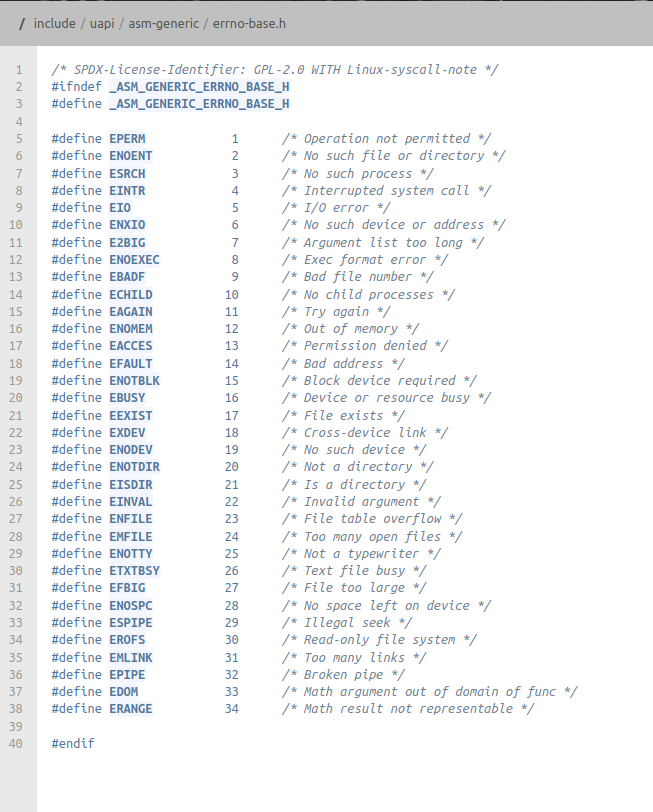 / include / uapi / asm-generic / errno-base.h
1 /* SPDX-License-Identifier: GPL-2.0 WITH Linux-syscall-note */
2 #ifndef _ASM_GENERIC_ERRNO_BASE_H
3 #define _ASM_GENERIC_ERRNO_BASE_H
4
5 #define EPERM 1 /* Operation not permitted */
6 #define ENOENT 2 /* No such file or directory */
7 #define ESRCH 3 /* No such process */
8 #define EINTR 4 /* Interrupted system call */
9 #define EIO 5 /* I/O error */
10 #define ENXIO 6 /* No such device or address */
11 #define E2BIG 7 /* Argument list too long */
12 #define ENOEXEC 8 /* Exec format error */
13 #define EBADF 9 /* Bad file number */
14 #define ECHILD 10 /* No child processes */
15 #define EAGAIN 11 /* Try again */
16 #define ENOMEM 12 /* Out of memory */
17 #define EACCES 13 /* Permission denied */
18 #define EFAULT 14 /* Bad address */
19 #define ENOTBLK 15 /* Block device required */
20 #define EBUSY 16 /* Device or resource busy */
21 #define EEXIST 17 /* File exists */
22 #define EXDEV 18 /* Cross-device link */
23 #define ENODEV 19 /* No such device */
24 #define ENOTDIR 20 /* Not a directory */
25 #define EISDIR 21 /* Is a directory */
26 #define EINVAL 22 /* Invalid argument */
27 #define ENFILE 23 /* File table overflow */
28 #define EMFILE 24 /* Too many open files */
29 #define ENOTTY 25 /* Not a typewriter */
30 #define ETXTBSY 26 /* Text file busy */
31 #define EFBIG 27 /* File too large */
32 #define ENOSPC 28 /* No space left on device */
33 #define ESPIPE 29 /* Illegal seek */
34 #define EROFS 30 /* Read-only file system */
35 #define EMLINK 31 /* Too many links */
36 #define EPIPE 32 /* Broken pipe */
37 #define EDOM 33 /* Math argument out of domain of func */
38 #define ERANGE 34 /* Math result not representable */
39
40 #endif